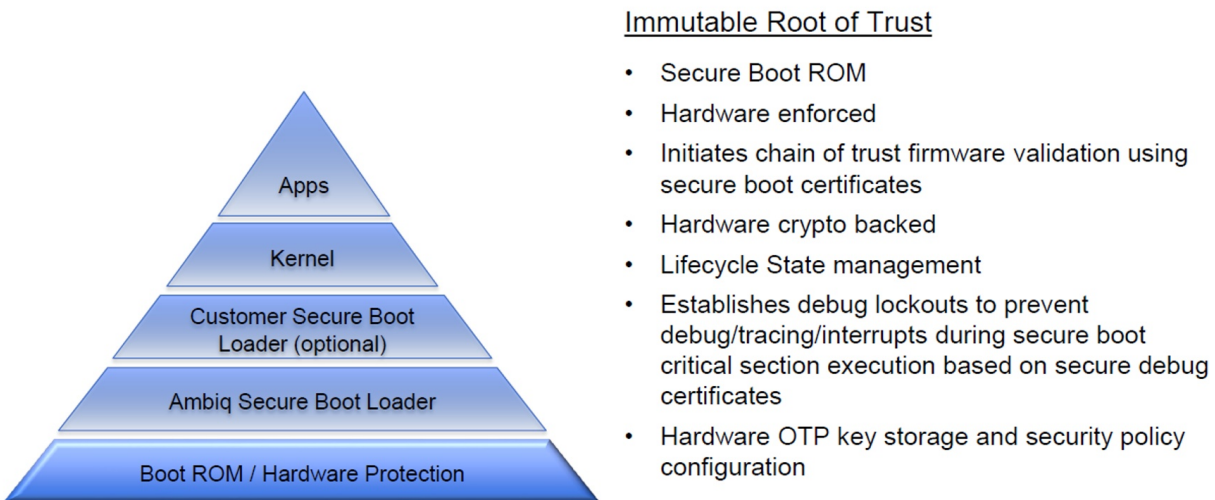 Immutable Root of Trust
• Secure Boot ROM
• Hardware enforced
• Initiates chain of trust firmware validation using
secure boot certificates
• Hardware crypto backed
• Lifecycle State management
• Establishes debug lockouts to prevent
debug/tracing/interrupts during secure boot
critical section execution based on secure debug
certificates
• Hardware OTP key storage and security policy
configuration
Apps
Kernel
Customer Secure Boot
Loader (optional)
Ambiq Secure Boot Loader
Boot ROM / Hardware Protection